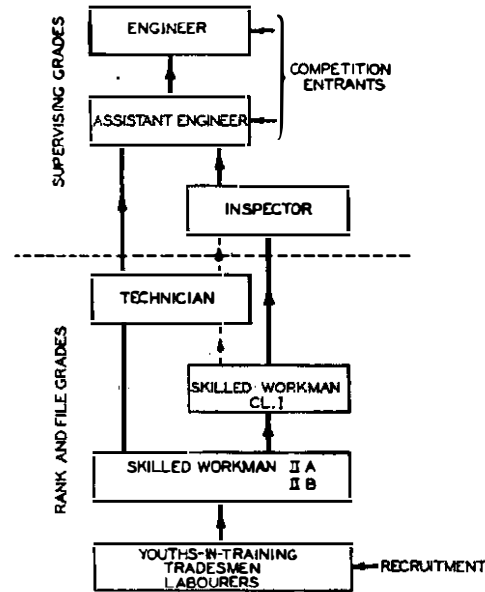 ENGINEER
COMPETITION
ENTRANTS
ASSISTANT ENGINEER
SUPERVISING GRADES
INSPECTOR
TECHNICIAN
SKILLED WORKMAN
CL. I
RANK AND FILE GRADES
SKILLED WORKMAN II A
II B
YOUTHS-IN-TRAINING
TRADESMEN
LABOURERS
RECRUITMENT